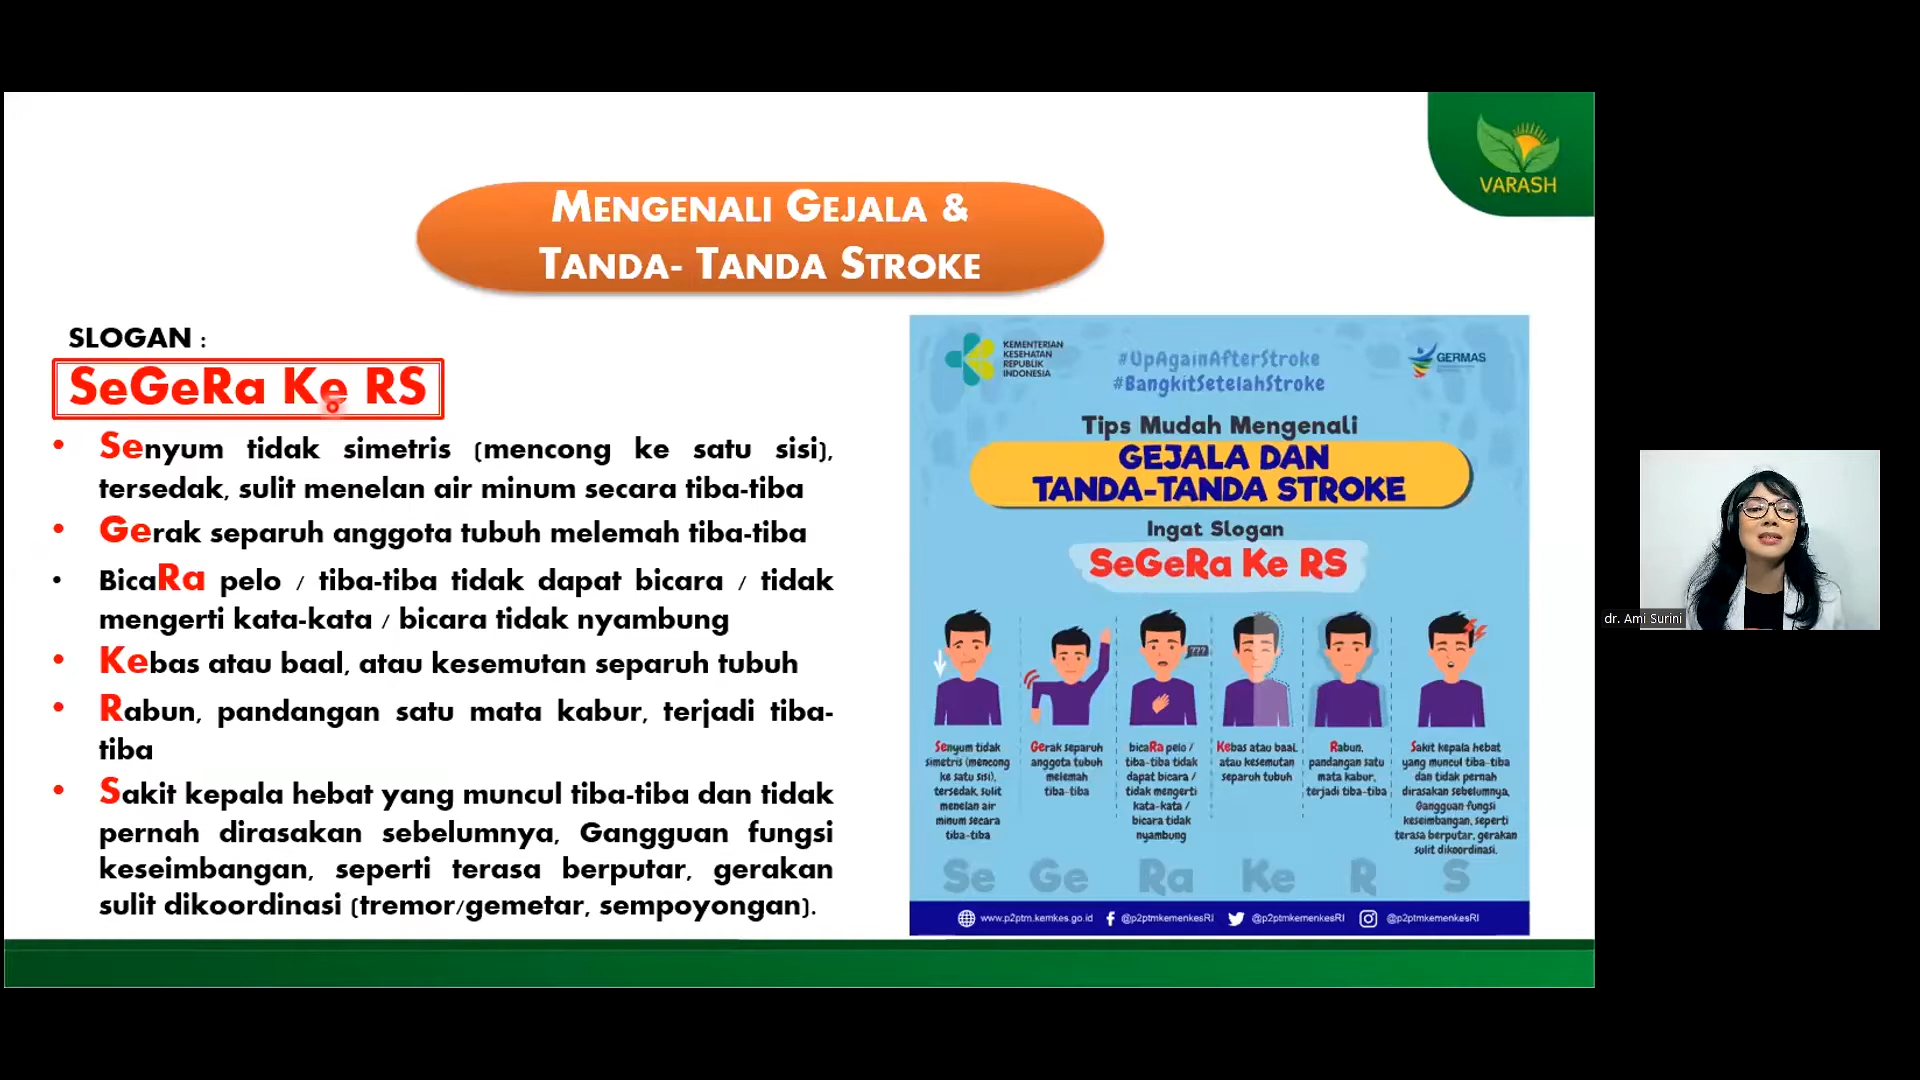 VARASH
MENGENALI GEJALA &
TANDA- TANDA STROKE
SLOGAN :
SeGeRa Ke RS
• Senyum tidak simetris (mencong ke satu sisi),
tersedak, sulit menelan air minum secara tiba-tiba
• Gerak separuh anggota tubuh melemah tiba-tiba
• BicaRa pelo / tiba-tiba tidak dapat bicara / tidak
mengerti kata-kata / bicara tidak nyambung
• Kebas atau baal, atau kesemutan separuh tubuh
• Rabun, pandangan satu mata kabur, terjadi tiba-
tiba
• Sakit kepala hebat yang muncul tiba-tiba dan tidak
pernah dirasakan sebelumnya, Gangguan fungsi
keseimbangan, seperti terasa berputar, gerakan
sulit dikoordinasi (tremor/gemetar, sempoyongan).
KEMENTERIAN
KESEHATAN
REPUBLIK
INDONESIA
#UpAgainAfterStroke
#BangkitSetelahStroke
GERMAS
Tips Mudah Mengenali
GEJALA DAN
TANDA-TANDA STROKE
Ingat Slogan
SeGeRa Ke RS
???
Senyum tidak
simetris (mencong
ke satu sisi),
tersedak, sulit
menelan air
minum secara
tiba-tiba
Gerak separuh
anggota tubuh
melemah
tiba-tiba
bicaRa pelo /
tiba-tiba tidak
dapat bicara /
tidak mengerti
kata-kata /
bicara tidak
nyambung
Kebas atau baal,
atau kesemutan
separuh tubuh
Rabun,
pandangan satu
mata kabur,
terjadi tiba-tiba
Sakit kepala hebat
yang muncul tiba-tiba
dan tidak pernah
dirasakan sebelumnya,
Gangguan fungsi
keseimbangan, seperti
terasa berputar, gerakan
sulit dikoordinasi.
Se Ge Ra Ke R S
www.p2ptm.kemkes.go.id @p2ptmkemenkesRI @p2ptmkemenkesRI @p2ptmkemenkesRI
dr. Ami Surini